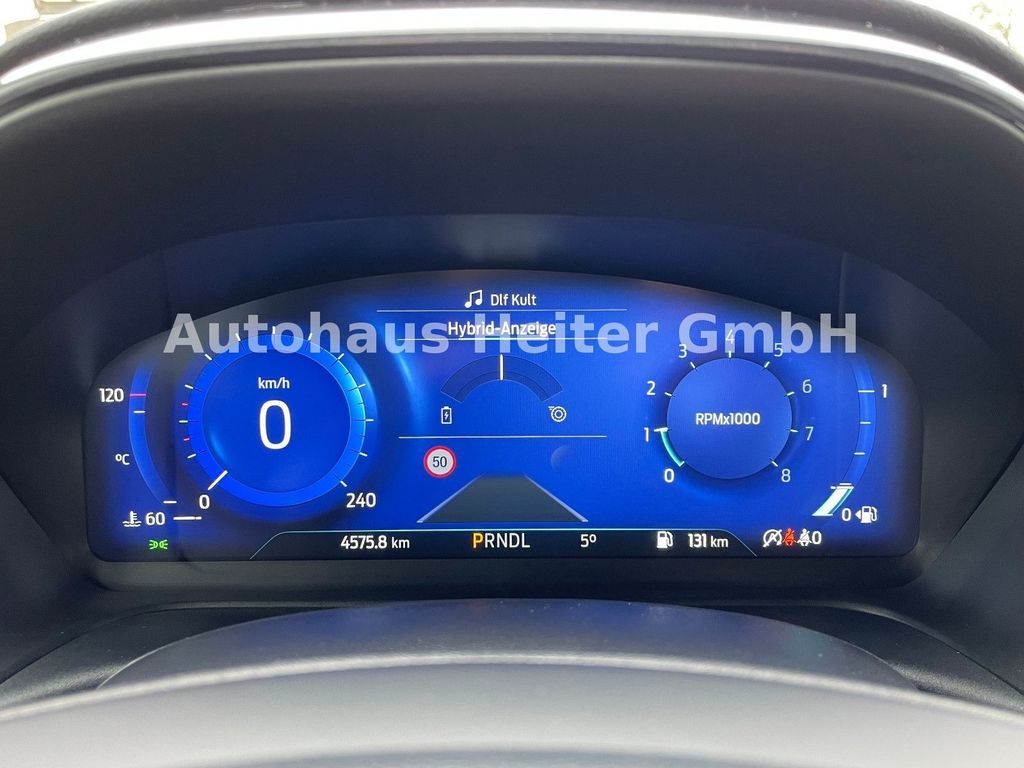 Dlf Kult
Autohaus Heiter GmbH
Hybrid-Anzeige
120
°C
60
km/h
0
0
240
50
RPMx1000
0
1
2
3
4
5
6
7
8
1
0
4575.8 km
PRNDL
5°
131 km
0